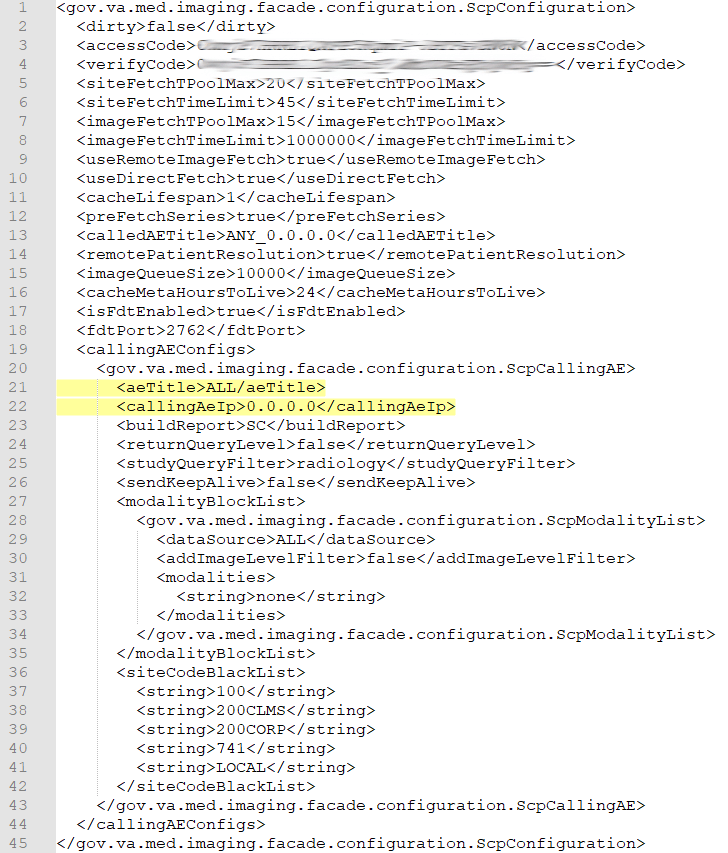 1 <gov.va.med.imaging.facade.configuration.ScpConfiguration>
2 <dirty>false</dirty>
3 <accessCode></accessCode>
4 <verifyCode></verifyCode>
5 <siteFetchTPoolMax>20</siteFetchTPoolMax>
6 <siteFetchTimeLimit>45</siteFetchTimeLimit>
7 <imageFetchTPoolMax>15</imageFetchTPoolMax>
8 <imageFetchTimeLimit>1000000</imageFetchTimeLimit>
9 <useRemoteImageFetch>true</useRemoteImageFetch>
10 <useDirectFetch>true</useDirectFetch>
11 <cacheLifespan>1</cacheLifespan>
12 <preFetchSeries>true</preFetchSeries>
13 <calledAETitle>ANY_0.0.0.0</calledAETitle>
14 <remotePatientResolution>true</remotePatientResolution>
15 <imageQueueSize>10000</imageQueueSize>
16 <cacheMetaHoursToLive>24</cacheMetaHoursToLive>
17 <isFdtEnabled>true</isFdtEnabled>
18 <fdtPort>2762</fdtPort>
19 <callingAEConfigs>
20 <gov.va.med.imaging.facade.configuration.ScpCallingAE>
21 <aeTitle>ALL/aeTitle>
22 <callingAeIp>0.0.0.0</callingAeIp>
23 <buildReport>SC</buildReport>
24 <returnQueryLevel>false</returnQueryLevel>
25 <studyQueryFilter>radiology</studyQueryFilter>
26 <sendKeepAlive>false</sendKeepAlive>
27 <modalityBlockList>
28 <gov.va.med.imaging.facade.configuration.ScpModalityList>
29 <dataSource>ALL</dataSource>
30 <addImageLevelFilter>false</addImageLevelFilter>
31 <modalities>
32 <string>none</string>
33 </modalities>
34 </gov.va.med.imaging.facade.configuration.ScpModalityList>
35 </modalityBlockList>
36 <siteCodeBlackList>
37 <string>100</string>
38 <string>200CLMS</string>
39 <string>200CORP</string>
40 <string>741</string>
41 <string>LOCAL</string>
42 </siteCodeBlackList>
43 </gov.va.med.imaging.facade.configuration.ScpCallingAE>
44 </callingAEConfigs>
45 </gov.va.med.imaging.facade.configuration.ScpConfiguration>